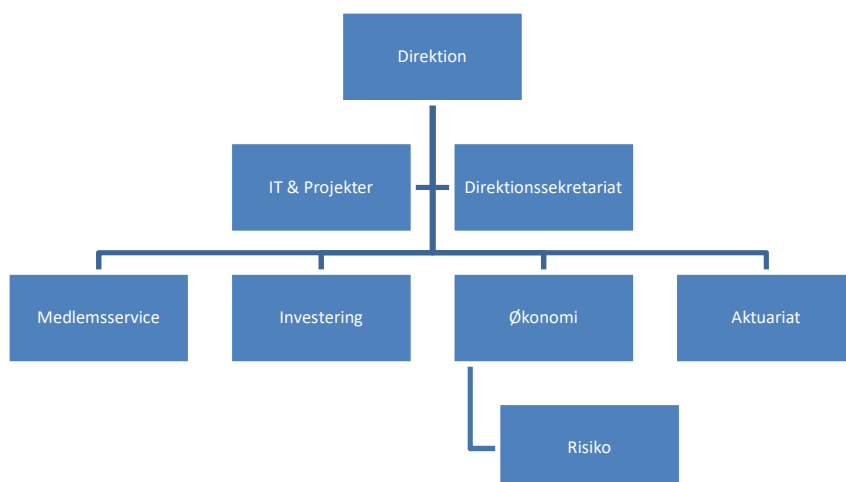 Direktion
IT & Projekter
Direktionssekretariat
Medlemsservice
Investering
Økonomi
Aktuariat
Risiko